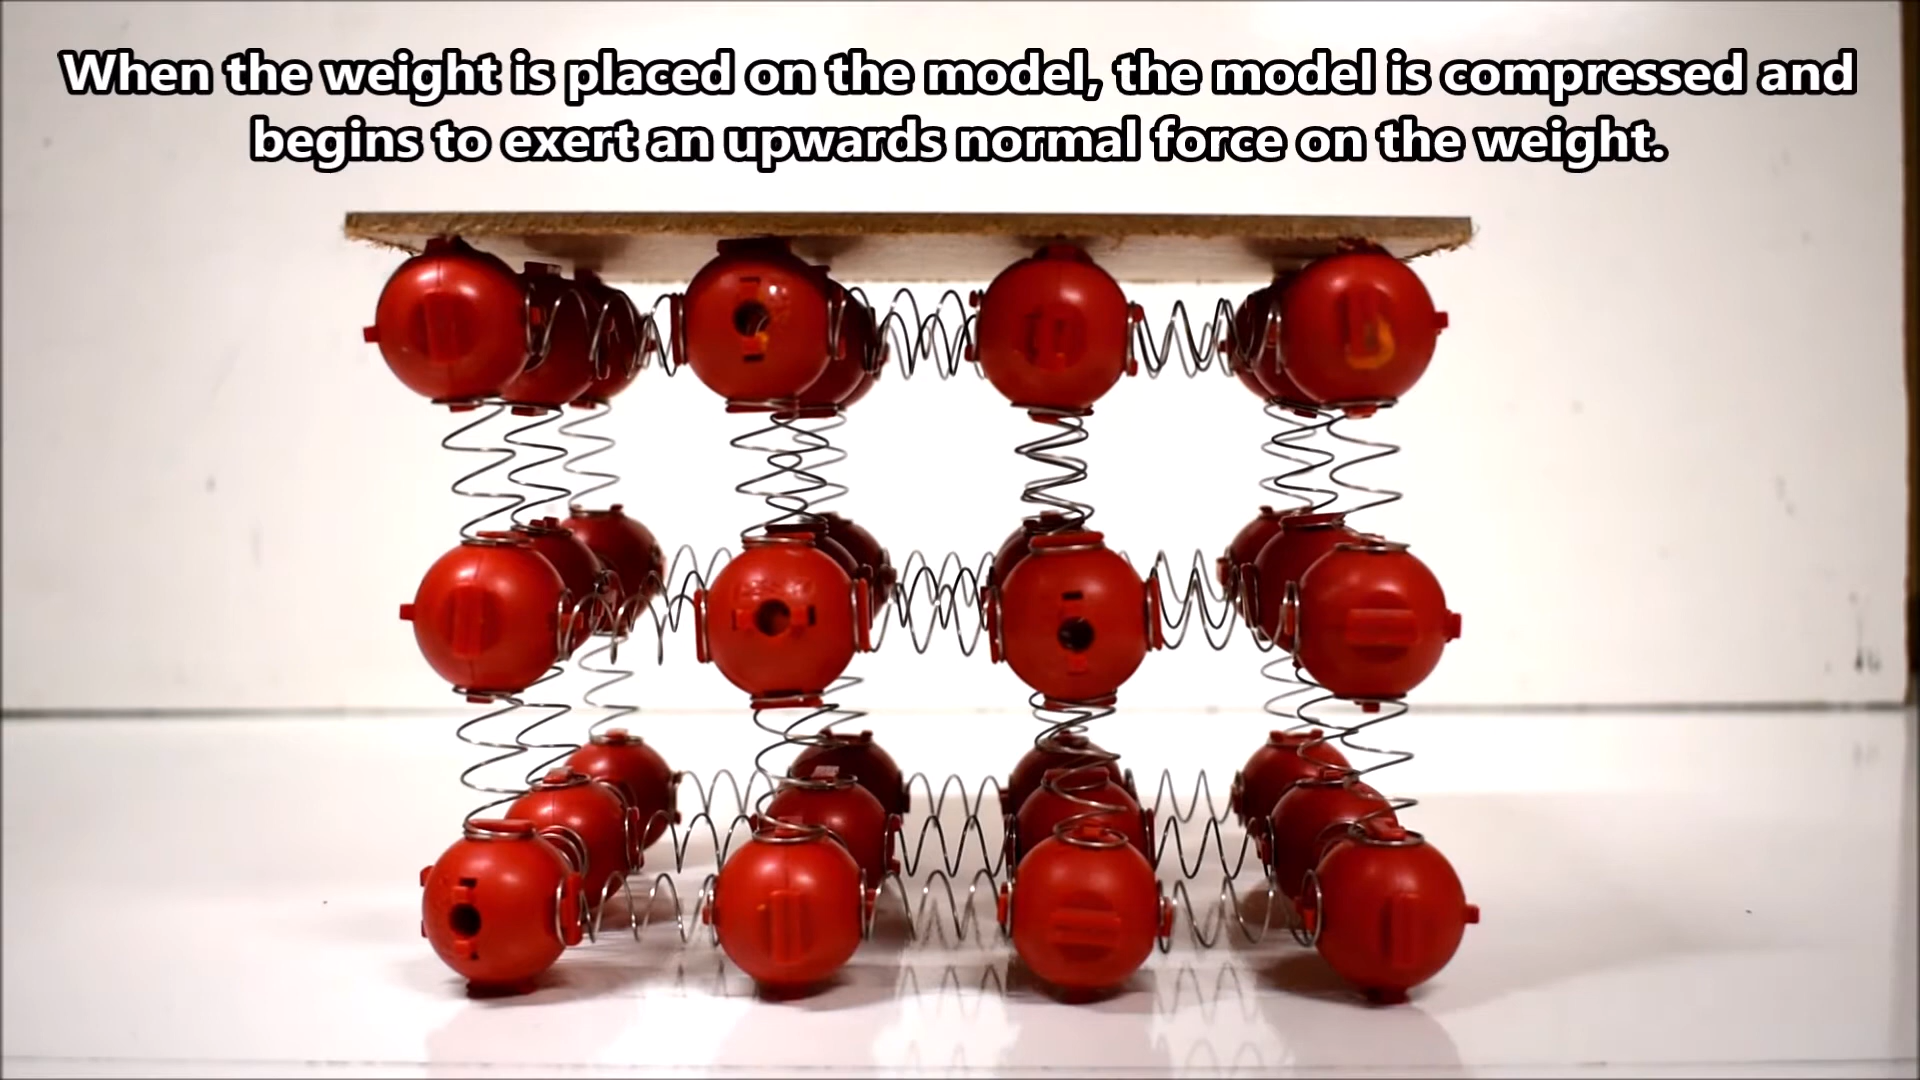 When the weight is placed on the model, the model is compressed and
begins to exert an upwards normal force on the weight.